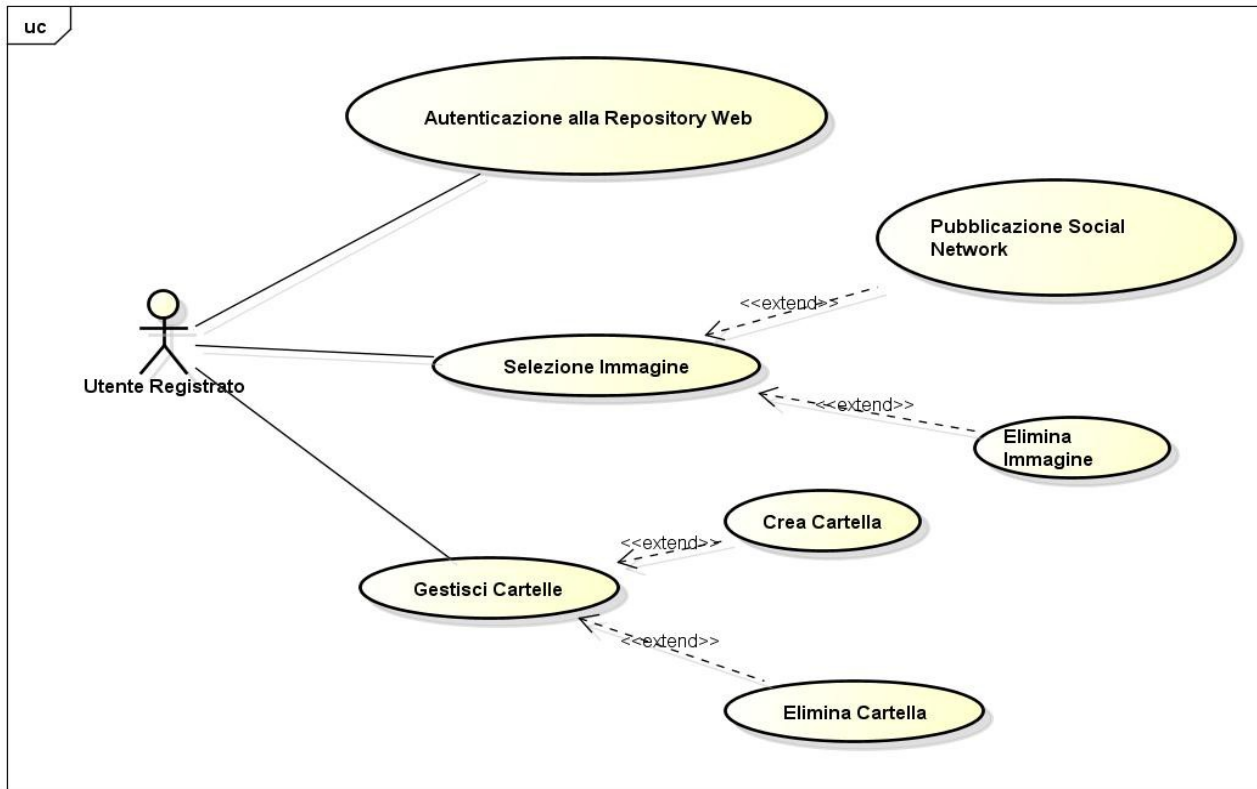 uc
Autenticazione alla Repository Web
Pubblicazione Social
Network
<<extend>>
Selezione Immagine
Utente Registrato
<<extend>>
Elimina
Immagine
Crea Cartella
<<extend>>
Gestisci Cartelle
<<extend>>
Elimina Cartella